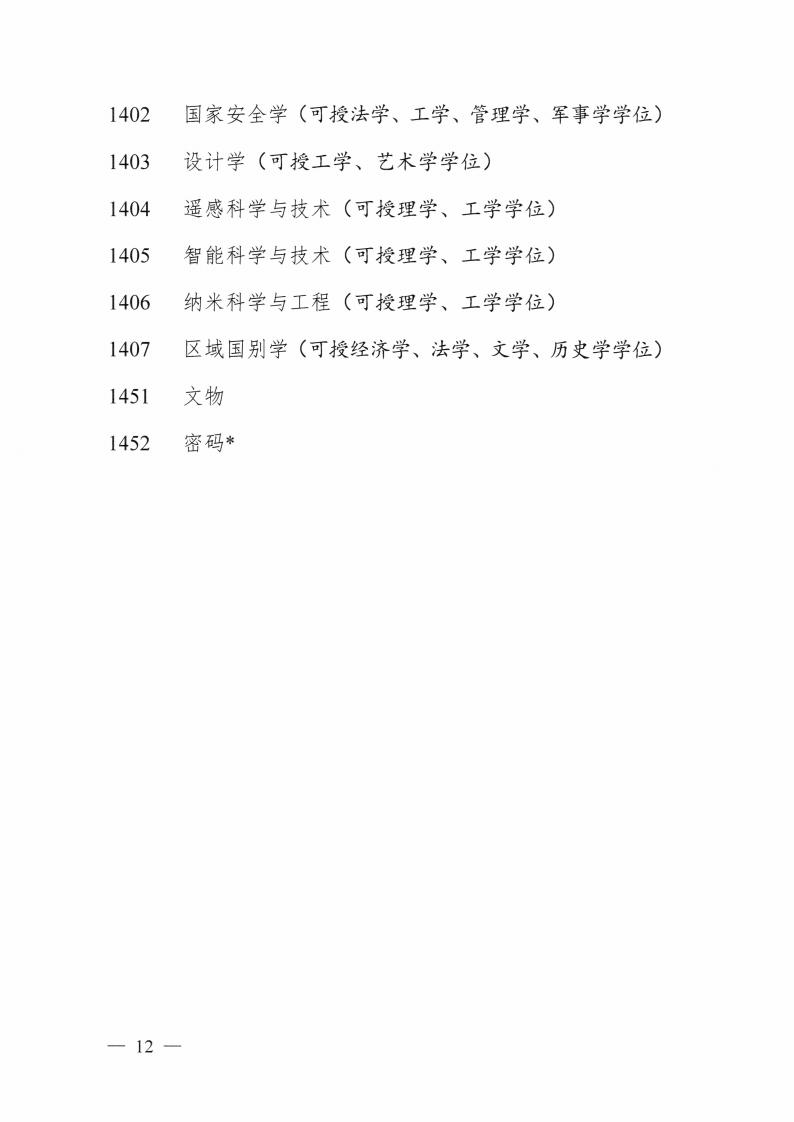 1402 国家安全学（可授法学、工学、管理学、军事学学位）
1403 设计学（可授工学、艺术学学位）
1404 遥感科学与技术（可授理学、工学学位）
1405 智能科学与技术（可授理学、工学学位）
1406 纳米科学与工程（可授理学、工学学位）
1407 区域国别学（可授经济学、法学、文学、历史学学位）
1451 文物
1452 密码*
— 12 —